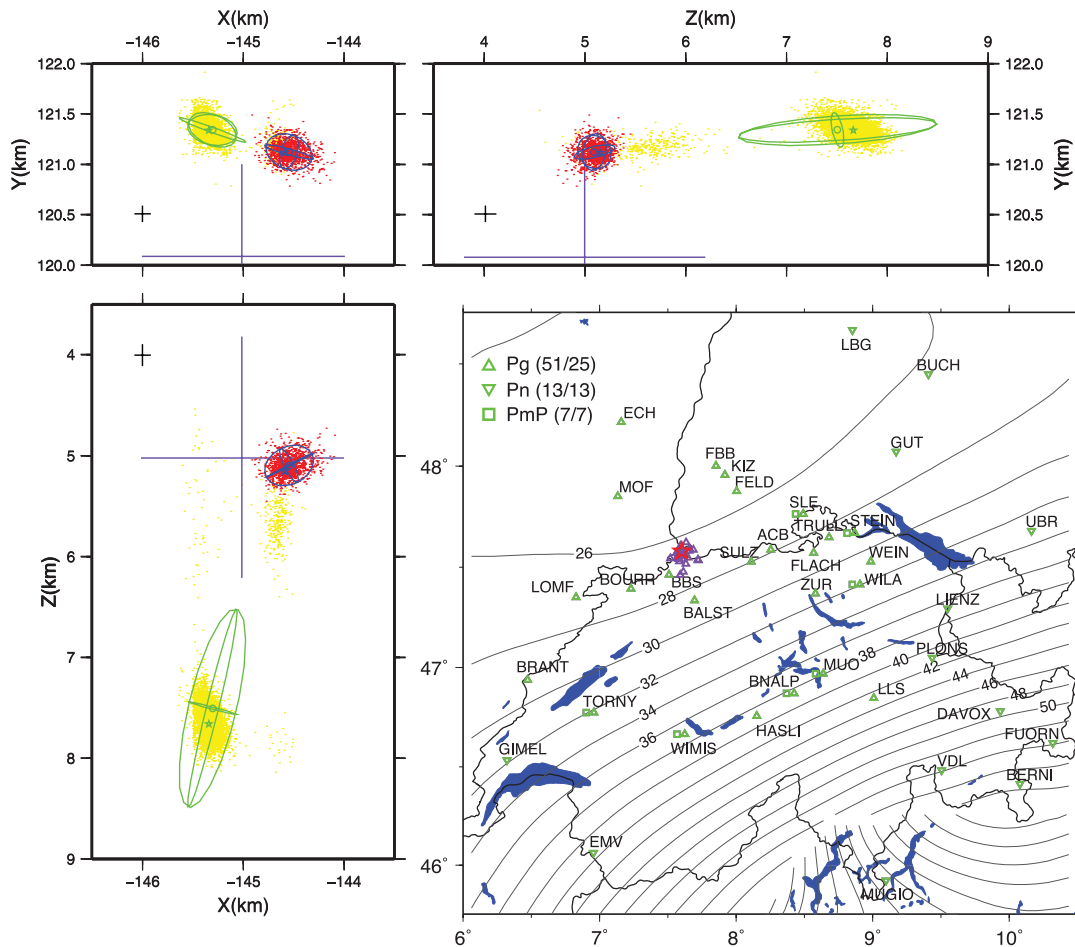 X(km)
Z(km)
−146 −145 −144
4 5 6 7 8 9
122.0
121.5
121.0
120.5
120.0
Y(km)
122.0
121.5
121.0
120.5
120.0
Y(km)
4
5
6
7
8
9
Z(km)
−146 −145 −144
X(km)
Pg (51/25)
Pn (13/13)
PmP (7/7)
LBG
BUCH
ECH
GUT
FBB
KIZ
FELD
MOF
SLE
STEIN
TRULL
ACB
UBR
SULZ
FLACH
WEIN
BBS
BOURR
LOMF
BALST
ZUR
WILA
LIENZ
PLONS
BRANT
MUO
BNALP
LLS
TORNY
HASLI
DAVOX
WIMIS
FUORN
GIMEL
VDL
BERNI
EMV
MUGIO
26
28
30
32
34
36
38
40
42
44
46
48
50
48
47
46
6° 7° 8° 9° 10°